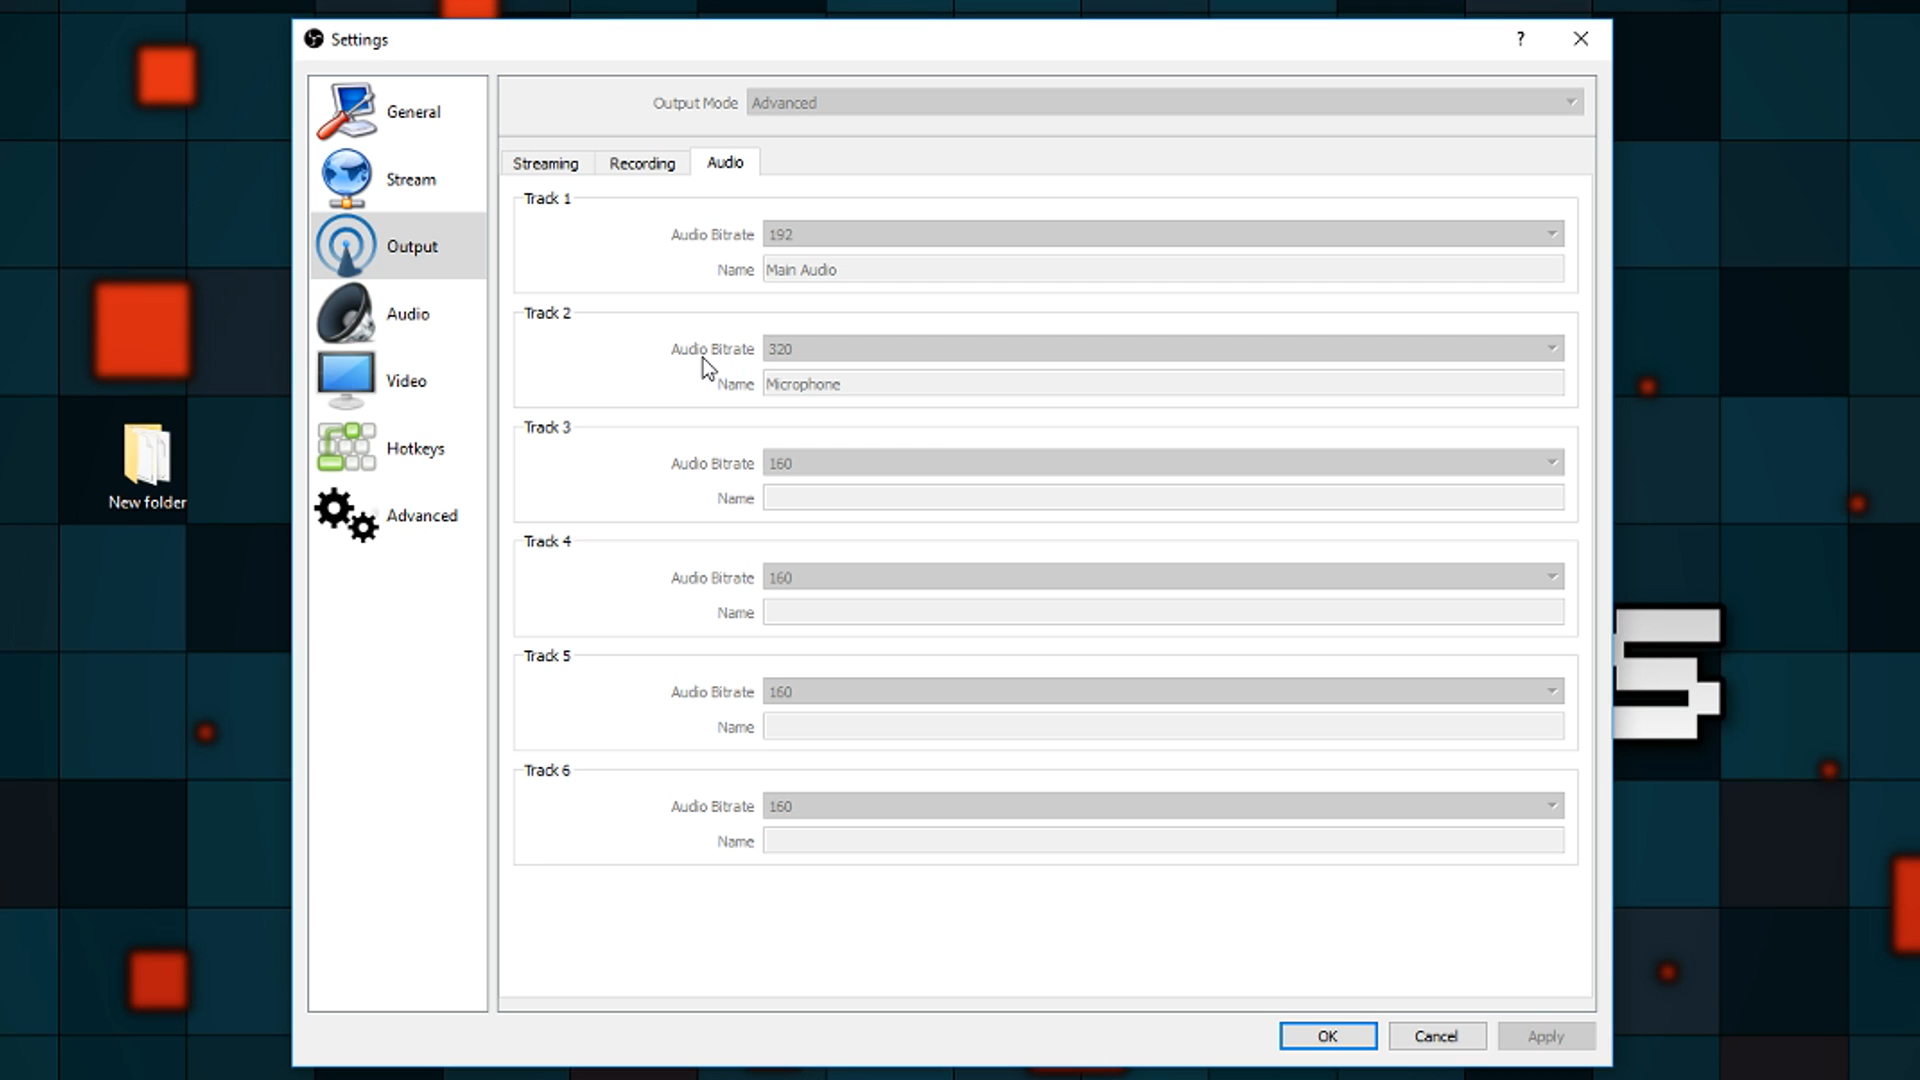 Settings
?
General
Stream
Output
Audio
Video
Hotkeys
Advanced
Output Mode Advanced
Streaming Recording Audio
Track 1
Audio Bitrate 192
Name Main Audio
Track 2
Audio Bitrate 320
Name Microphone
Track 3
Audio Bitrate 160
Name
Track 4
Audio Bitrate 160
Name
Track 5
Audio Bitrate 160
Name
Track 6
Audio Bitrate 160
Name
OK Cancel Apply
New folder
S